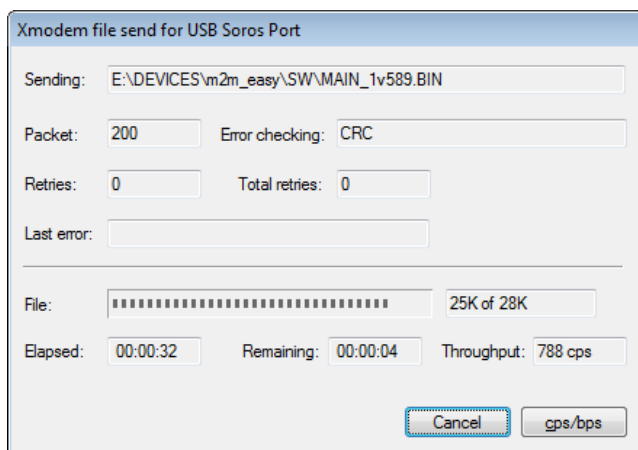 Xmodem file send for USB Soros Port
Sending: E:\DEVICES\m2m_easy\SW\MAIN_1v589.BIN
Packet: 200 Error checking: CRC
Retries: 0 Total retries: 0
Last error:
File: 25K of 28K
Elapsed: 00:00:32 Remaining: 00:00:04 Throughput: 788 cps
Cancel cps/bps